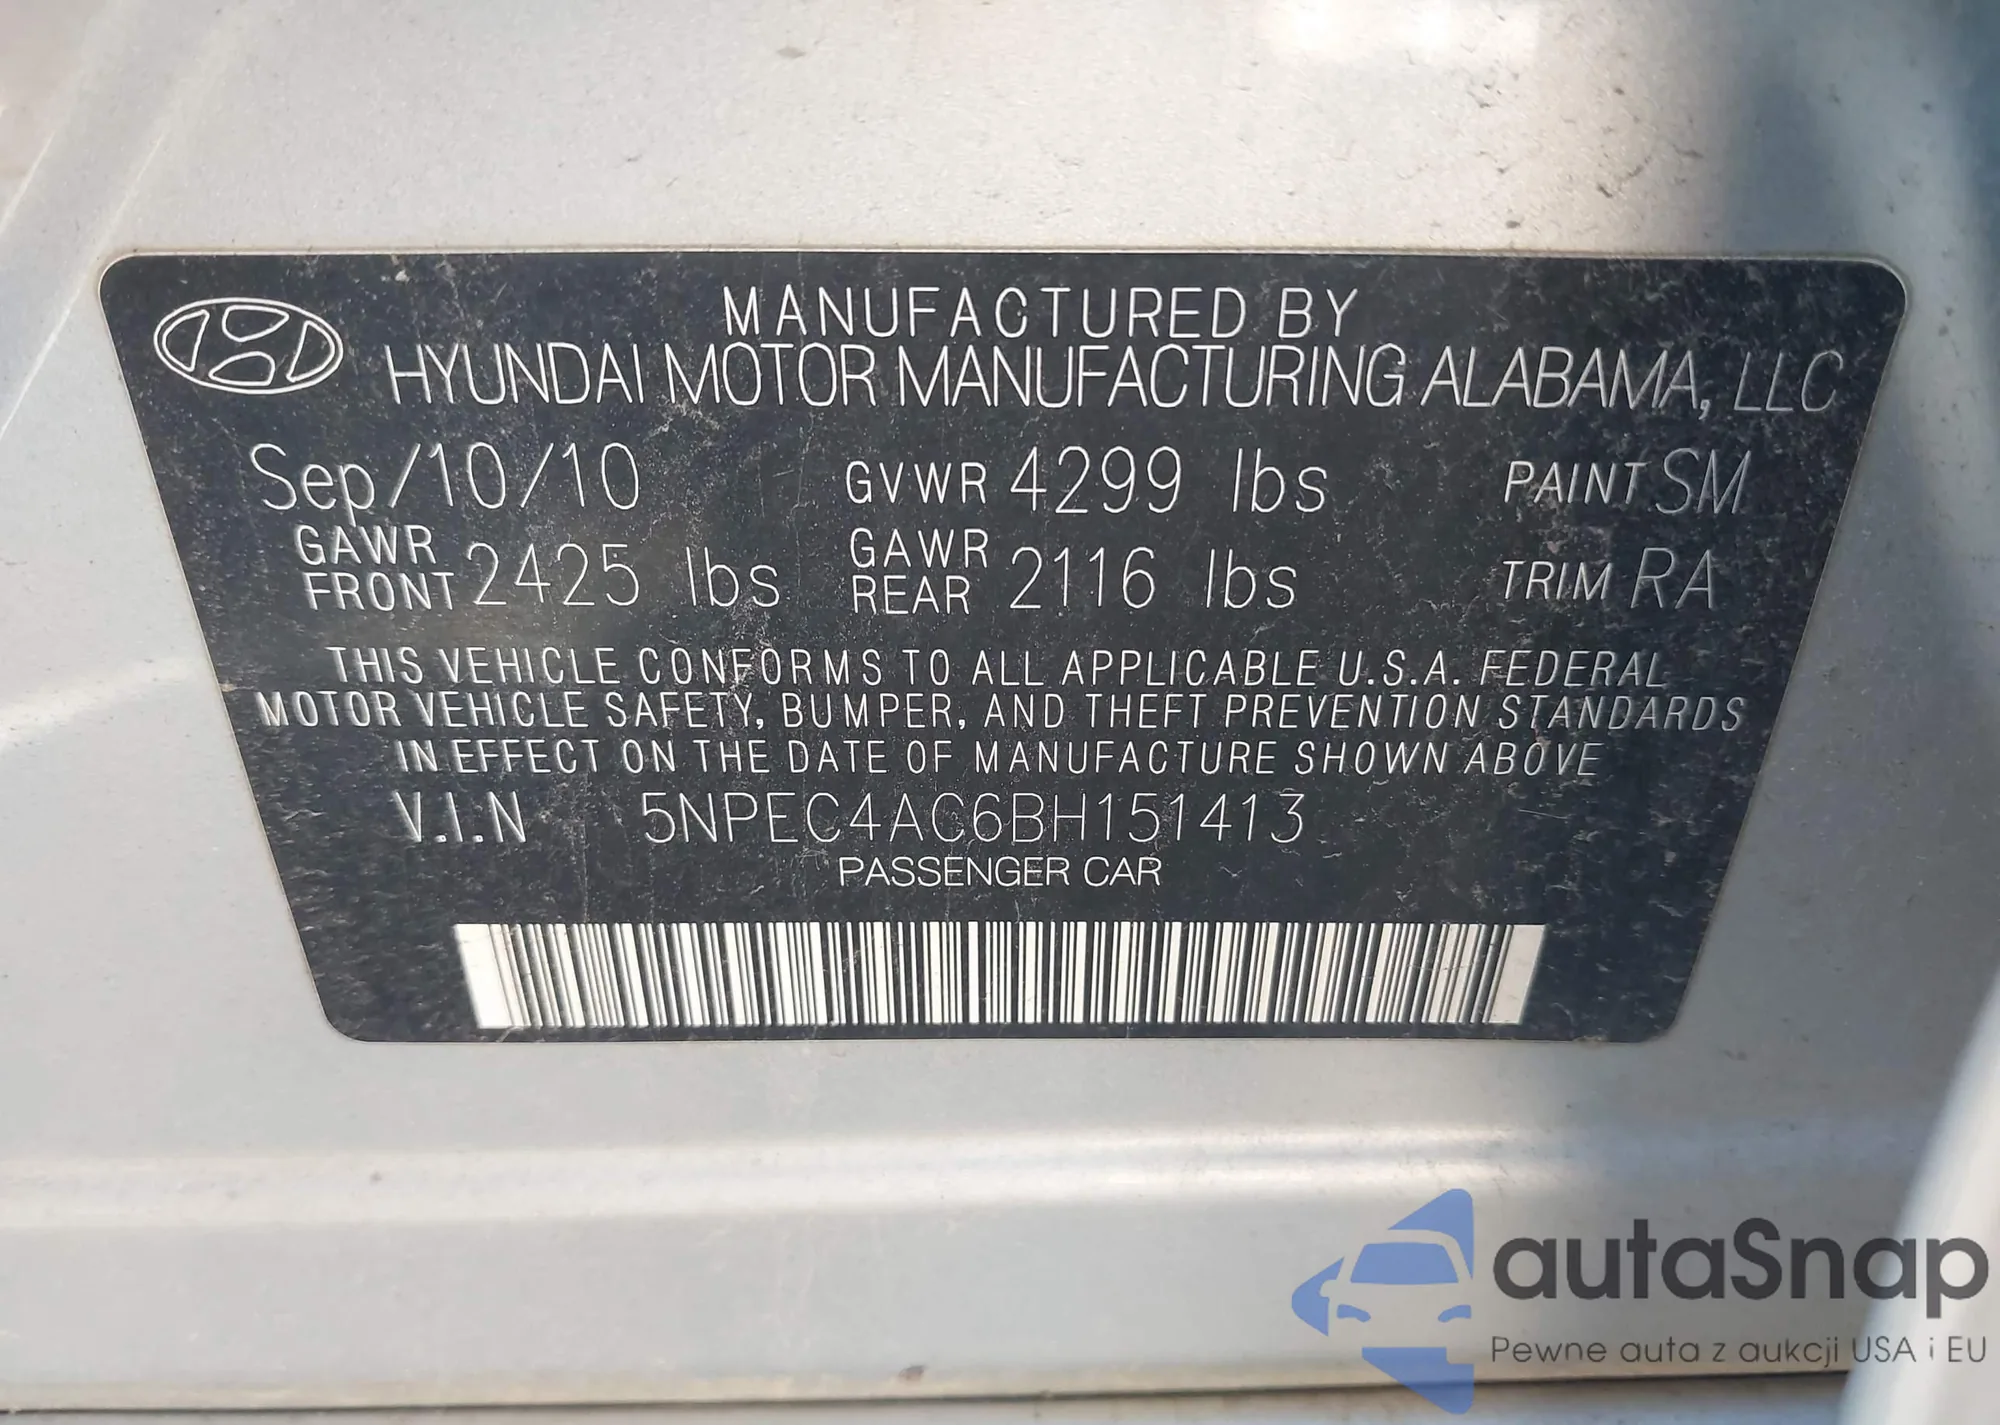 MANUFACTURED BY
HYUNDAI MOTOR MANUFACTURING ALABAMA, LLC
Sep/10/10 GVWR 4299 lbs PAINT SM
GAWR FRONT 2425 lbs GAWR REAR 2116 lbs TRIM RA
THIS VEHICLE CONFORMS TO ALL APPLICABLE U.S.A. FEDERAL
MOTOR VEHICLE SAFETY, BUMPER, AND THEFT PREVENTION STANDARDS
IN EFFECT ON THE DATE OF MANUFACTURE SHOWN ABOVE
V.I.N 5NPEC4AC6BH151413
PASSENGER CAR
autaSnap
Pewne auta z aukcji USA i EU